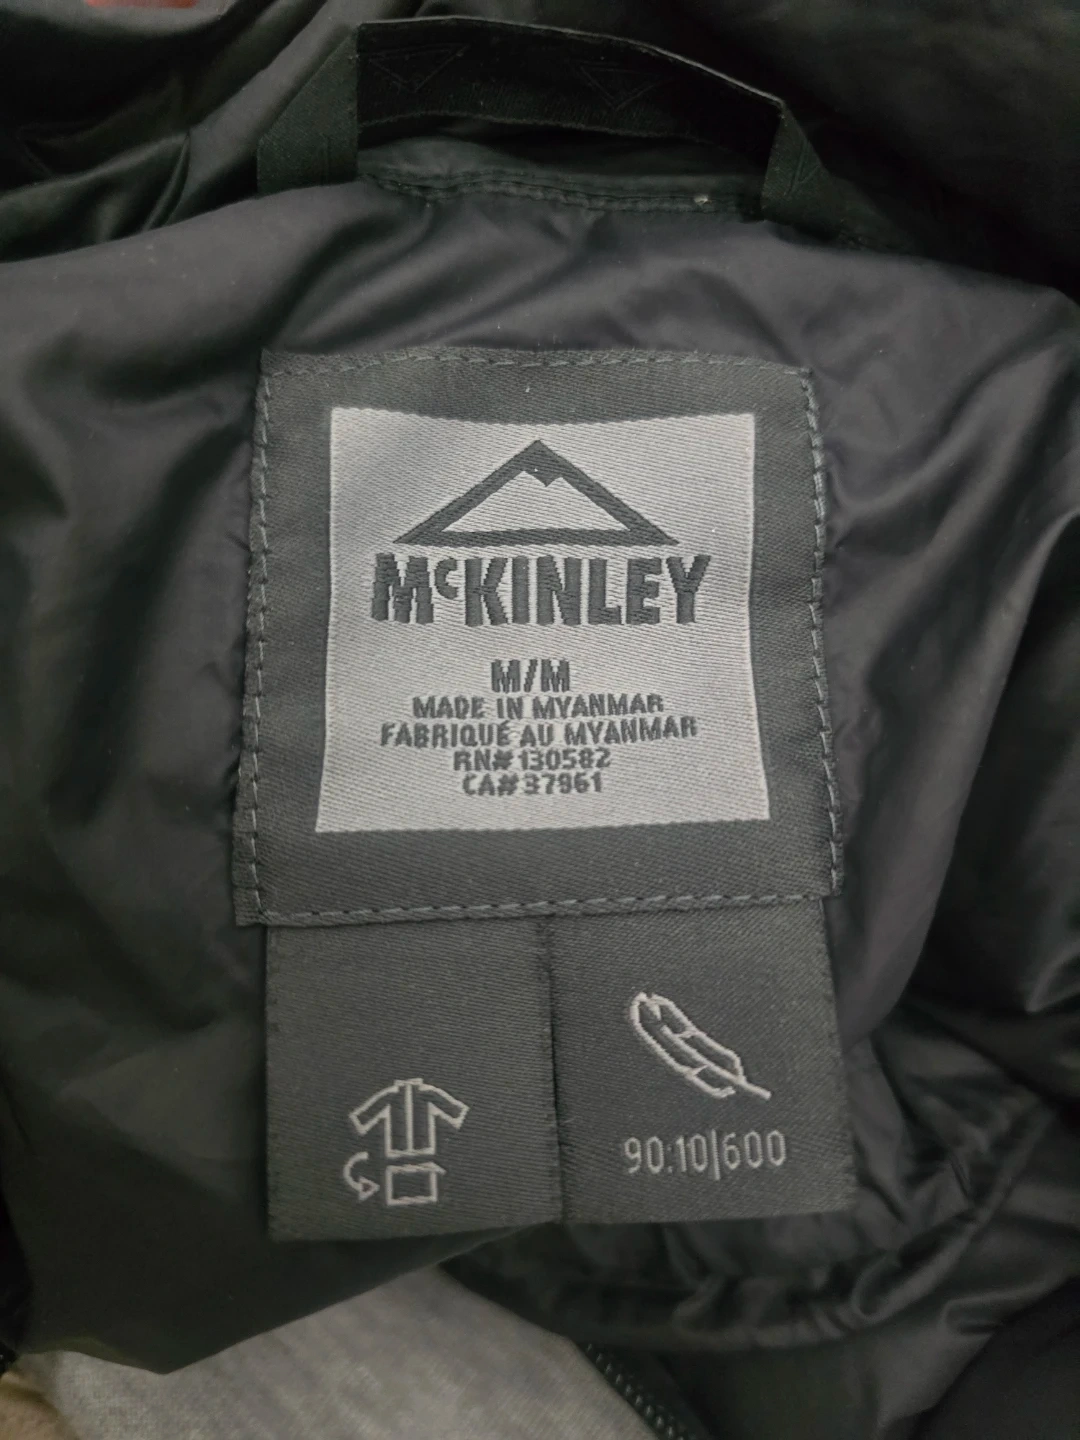 McKINLEY
M/M
MADE IN MYANMAR
FABRIQUÉ AU MYANMAR
RN#130582
CA#37961
90:10|600